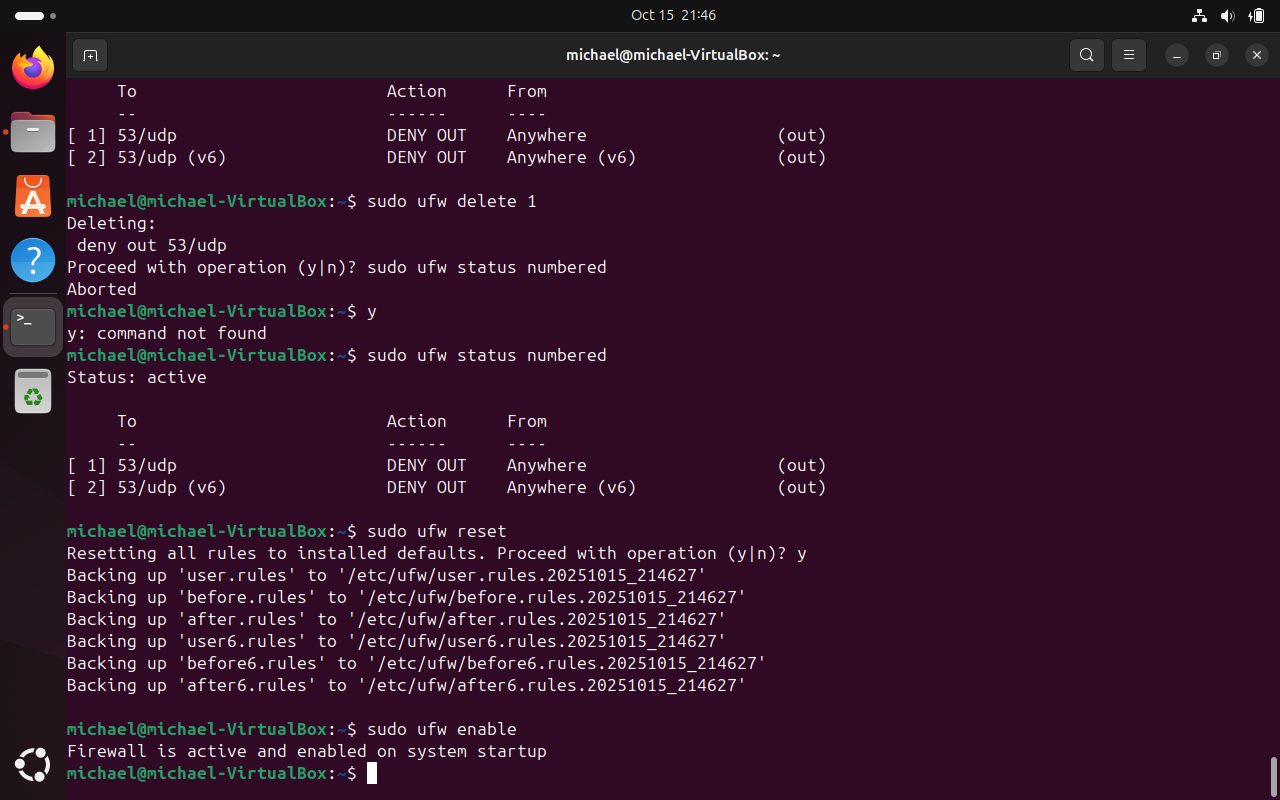 Oct 15 21:46
michael@michael-VirtualBox: ~
To Action From
-- ------ ----
[ 1] 53/udp DENY OUT Anywhere (out)
[ 2] 53/udp (v6) DENY OUT Anywhere (v6) (out)
michael@michael-VirtualBox:~$ sudo ufw delete 1
Deleting:
deny out 53/udp
Proceed with operation (y|n)? sudo ufw status numbered
Aborted
michael@michael-VirtualBox:~$ y
y: command not found
michael@michael-VirtualBox:~$ sudo ufw status numbered
Status: active
To Action From
-- ------ ----
[ 1] 53/udp DENY OUT Anywhere (out)
[ 2] 53/udp (v6) DENY OUT Anywhere (v6) (out)
michael@michael-VirtualBox:~$ sudo ufw reset
Resetting all rules to installed defaults. Proceed with operation (y|n)? y
Backing up 'user.rules' to '/etc/ufw/user.rules.20251015_214627'
Backing up 'before.rules' to '/etc/ufw/before.rules.20251015_214627'
Backing up 'after.rules' to '/etc/ufw/after.rules.20251015_214627'
Backing up 'user6.rules' to '/etc/ufw/user6.rules.20251015_214627'
Backing up 'before6.rules' to '/etc/ufw/before6.rules.20251015_214627'
Backing up 'after6.rules' to '/etc/ufw/after6.rules.20251015_214627'
michael@michael-VirtualBox:~$ sudo ufw enable
Firewall is active and enabled on system startup
michael@michael-VirtualBox:~$